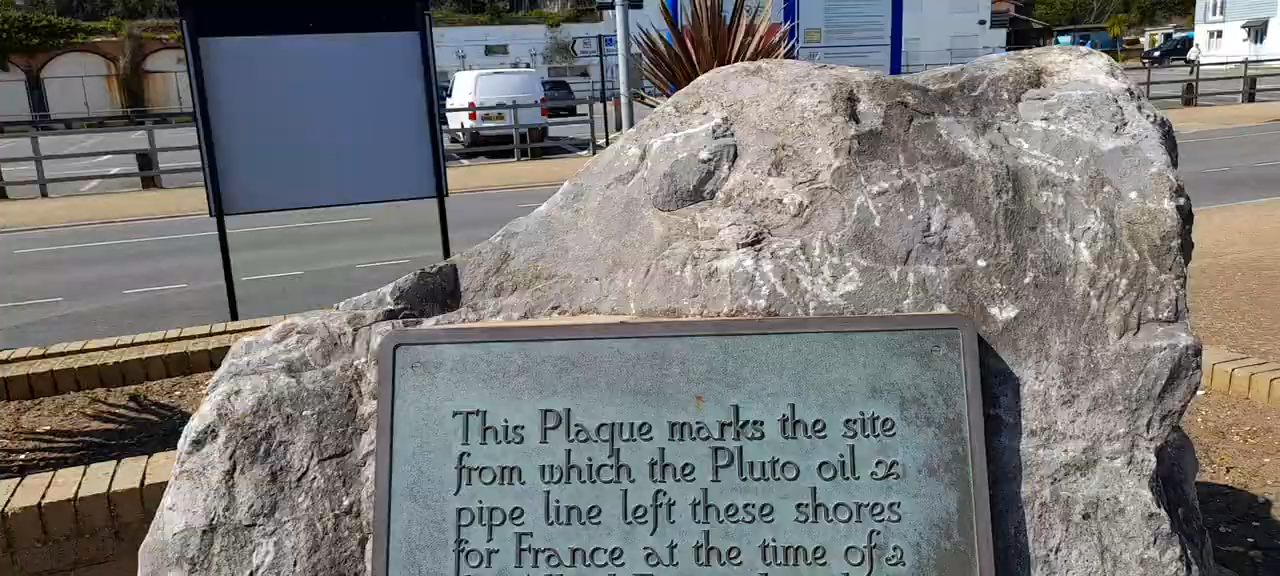 This Plaque marks the site
from which the Pluto oil
pipe line left these shores
for France at the time of